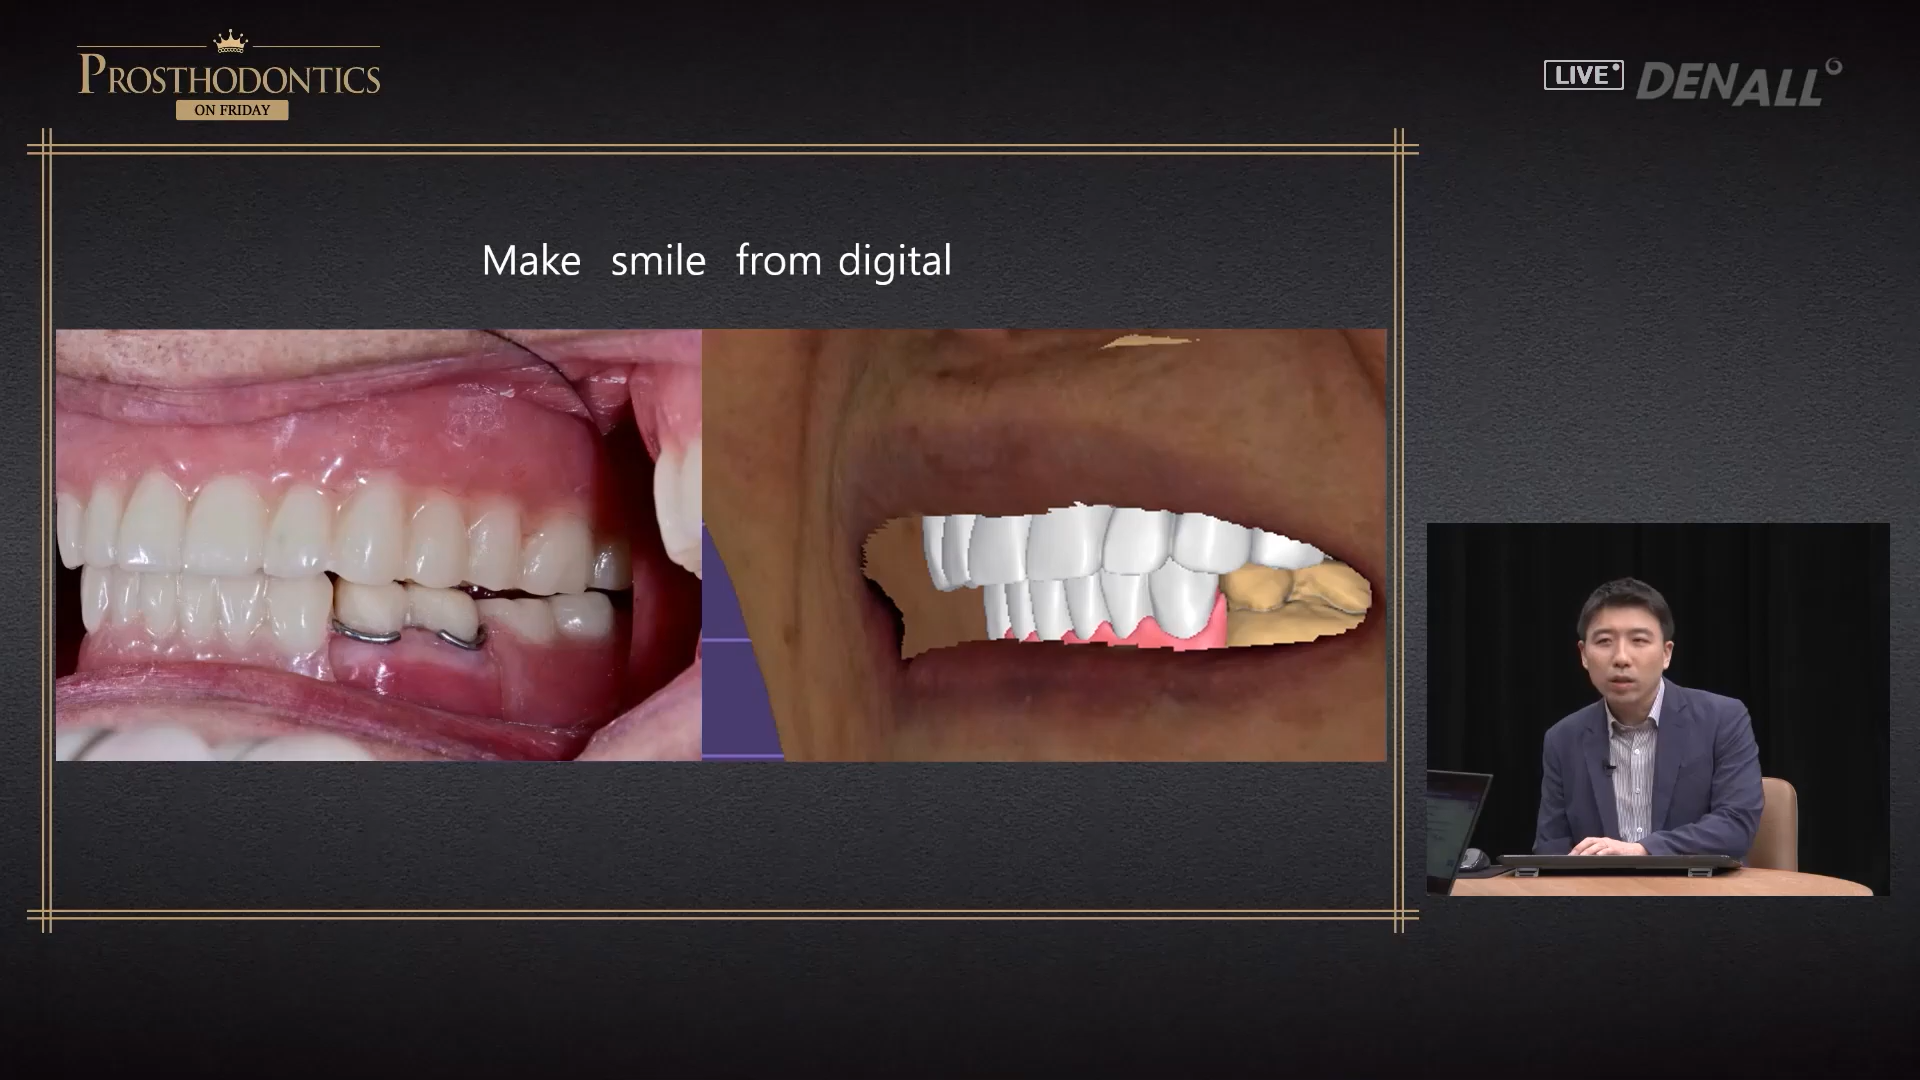 PROSTHODONTICS
ON FRIDAY
LIVE
DENALL
Make smile from digital